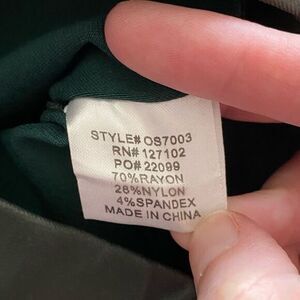 STYLE# OS7003
RN# 127102
PO# 22099
70%RAYON
26%NYLON
4%SPANDEX
MADE IN CHINA